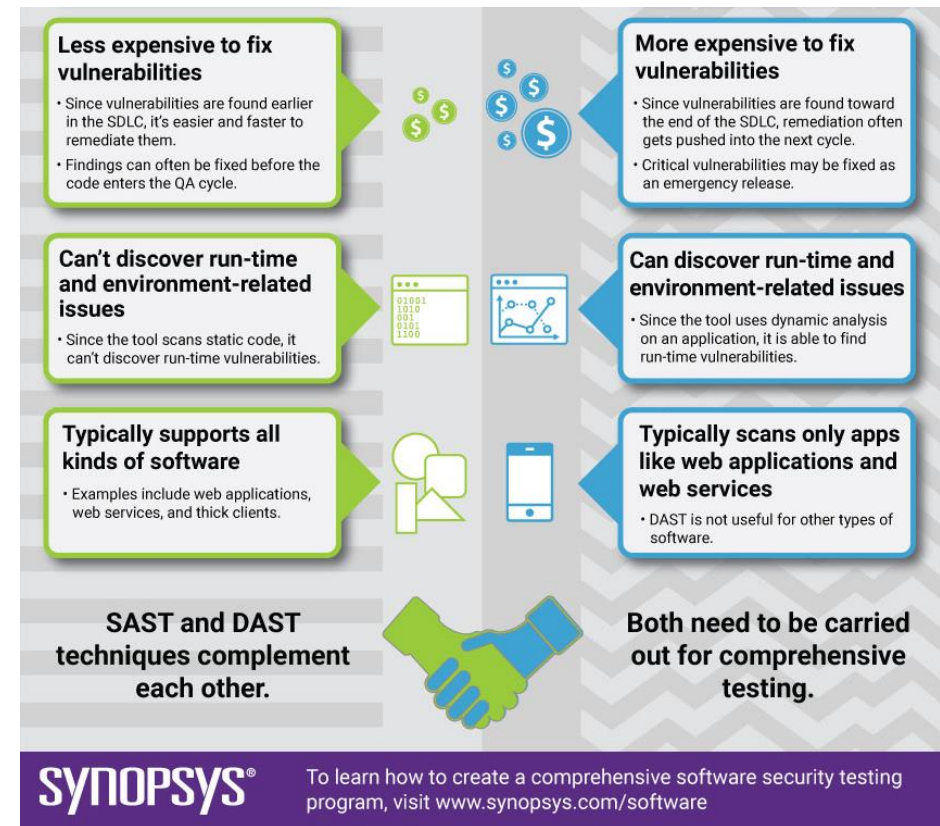 Less expensive to fix
vulnerabilities
· Since vulnerabilities are found earlier
in the SDLC, it's easier and faster to
remediate them.
· Findings can often be fixed before the
code enters the QA cycle.
$
$
$
$
$
$
$
$
More expensive to fix
vulnerabilities
· Since vulnerabilities are found toward
the end of the SDLC, remediation often
gets pushed into the next cycle.
· Critical vulnerabilities may be fixed as
an emergency release.
Can't discover run-time
and environment-related
issues
· Since the tool scans static code, it
can't discover run-time vulnerabilities.
01001
1010
001
0101
1100
Can discover run-time and
environment-related issues
· Since the tool uses dynamic analysis
on an application, it is able to find
run-time vulnerabilities.
Typically supports all
kinds of software
· Examples include web applications,
web services, and thick clients.
Typically scans only apps
like web applications and
web services
· DAST is not useful for other types of
software.
SAST and DAST
techniques complement
each other.
Both need to be carried
out for comprehensive
testing.
SYNOPSYS®
To learn how to create a comprehensive software security testing
program, visit www.synopsys.com/software